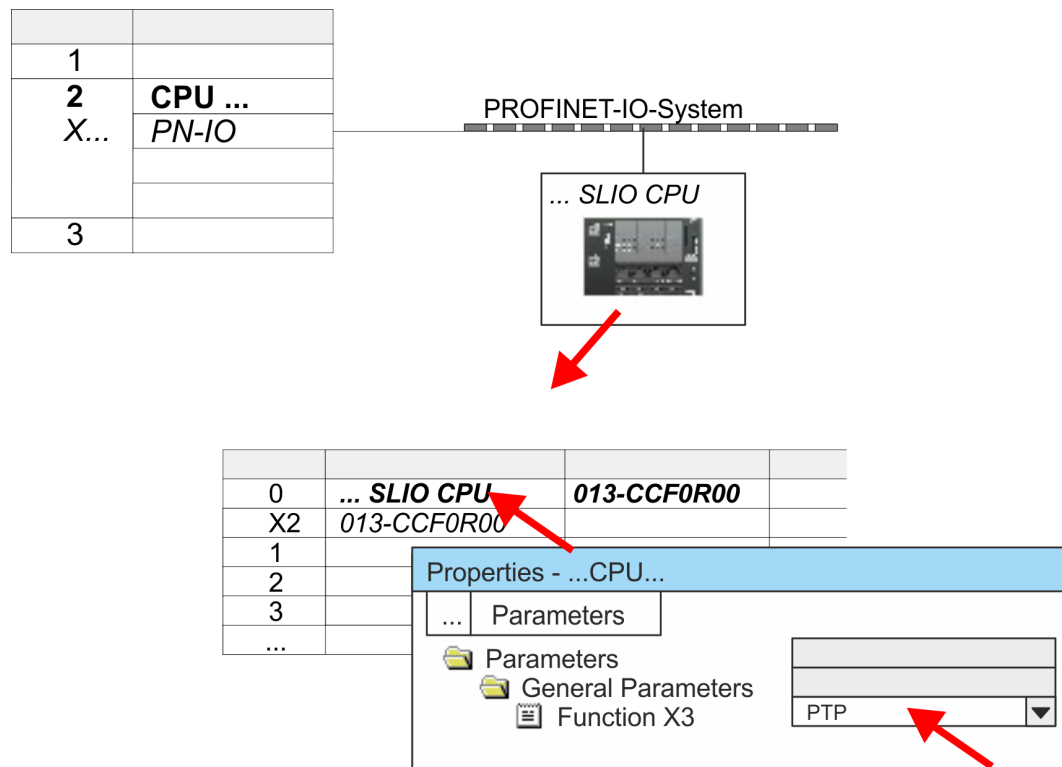 1
2 CPU ...
X... PN-IO
3
PROFINET-IO-System
... SLIO CPU
0 ... SLIO CPU 013-CCF0R00
X2 013-CCF0R00
1
2
3
...
Properties - ...CPU...
... Parameters
Parameters
General Parameters
Function X3 PTP